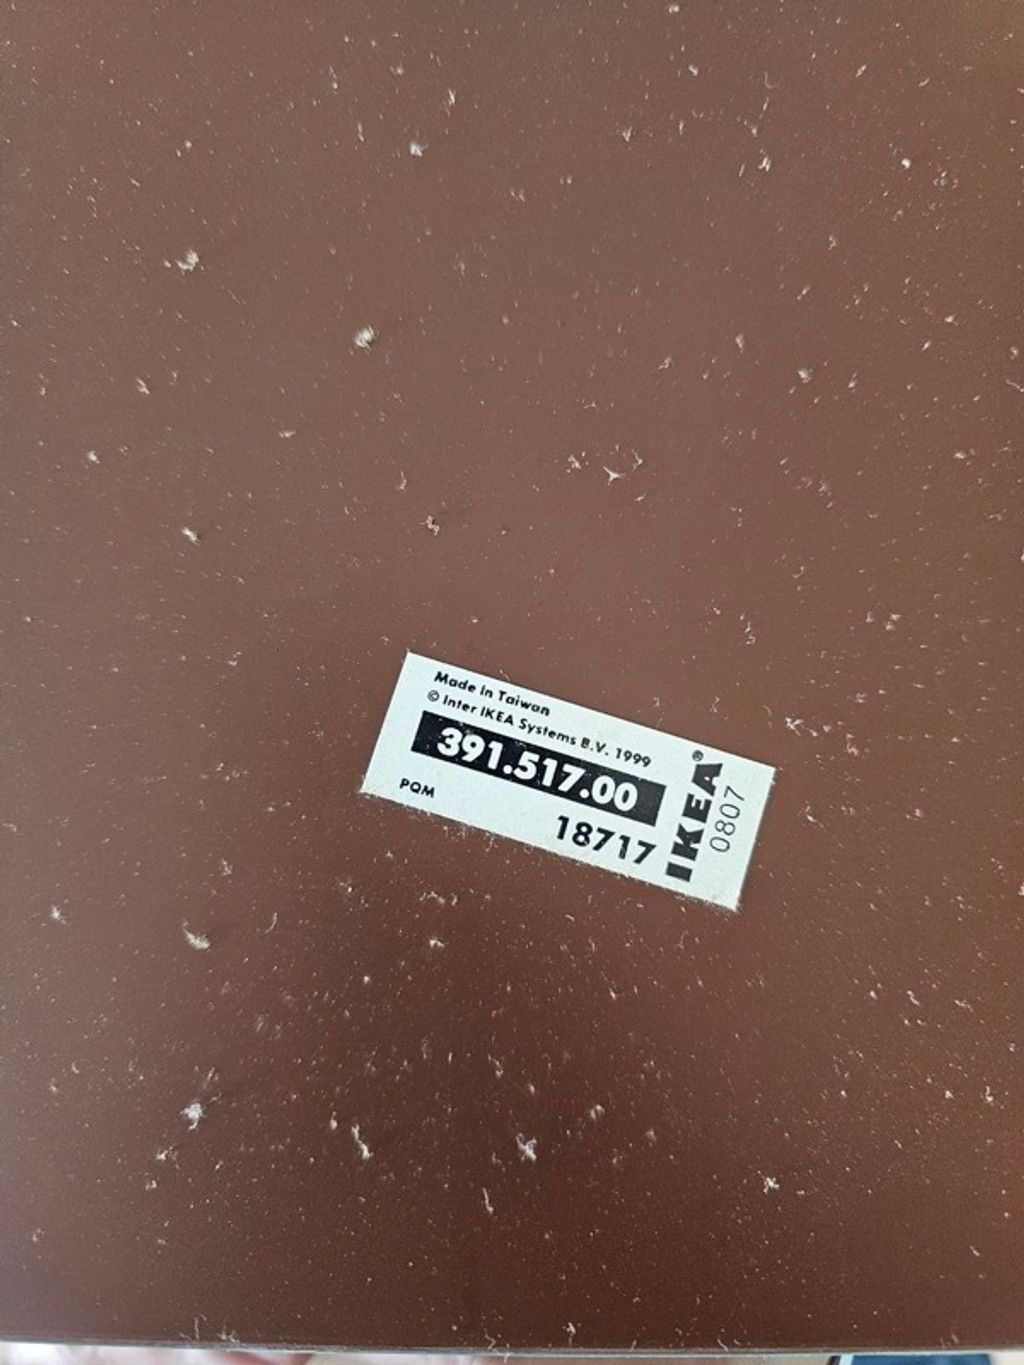 Made in Taiwan
© Inter IKEA Systems B.V. 1999
391.517.00
PQM
18717
IKEA®
0807